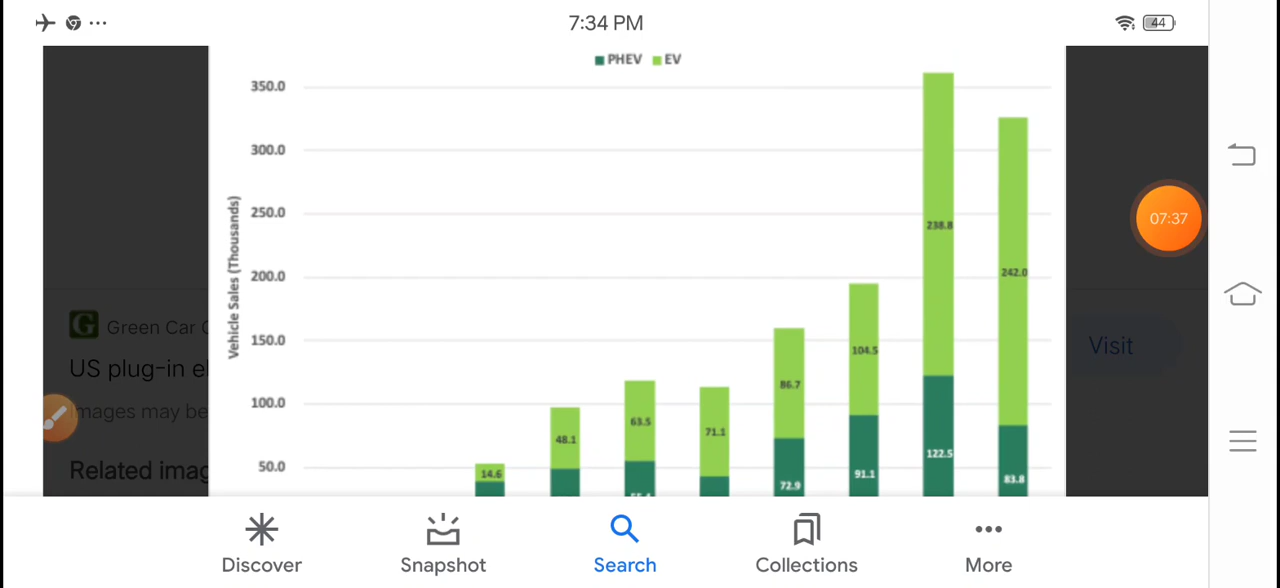 7:34 PM
44
PHEV EV
350.0
300.0
250.0
200.0
150.0
100.0
50.0
Vehicle Sales (Thousands)
14.6
48.1
63.5
71.1
86.7
72.9
104.5
91.1
238.8
122.5
242.0
83.8
07:37
Green Car
US plug-in el
mages may be
Related imag
Visit
Discover
Snapshot
Search
Collections
More